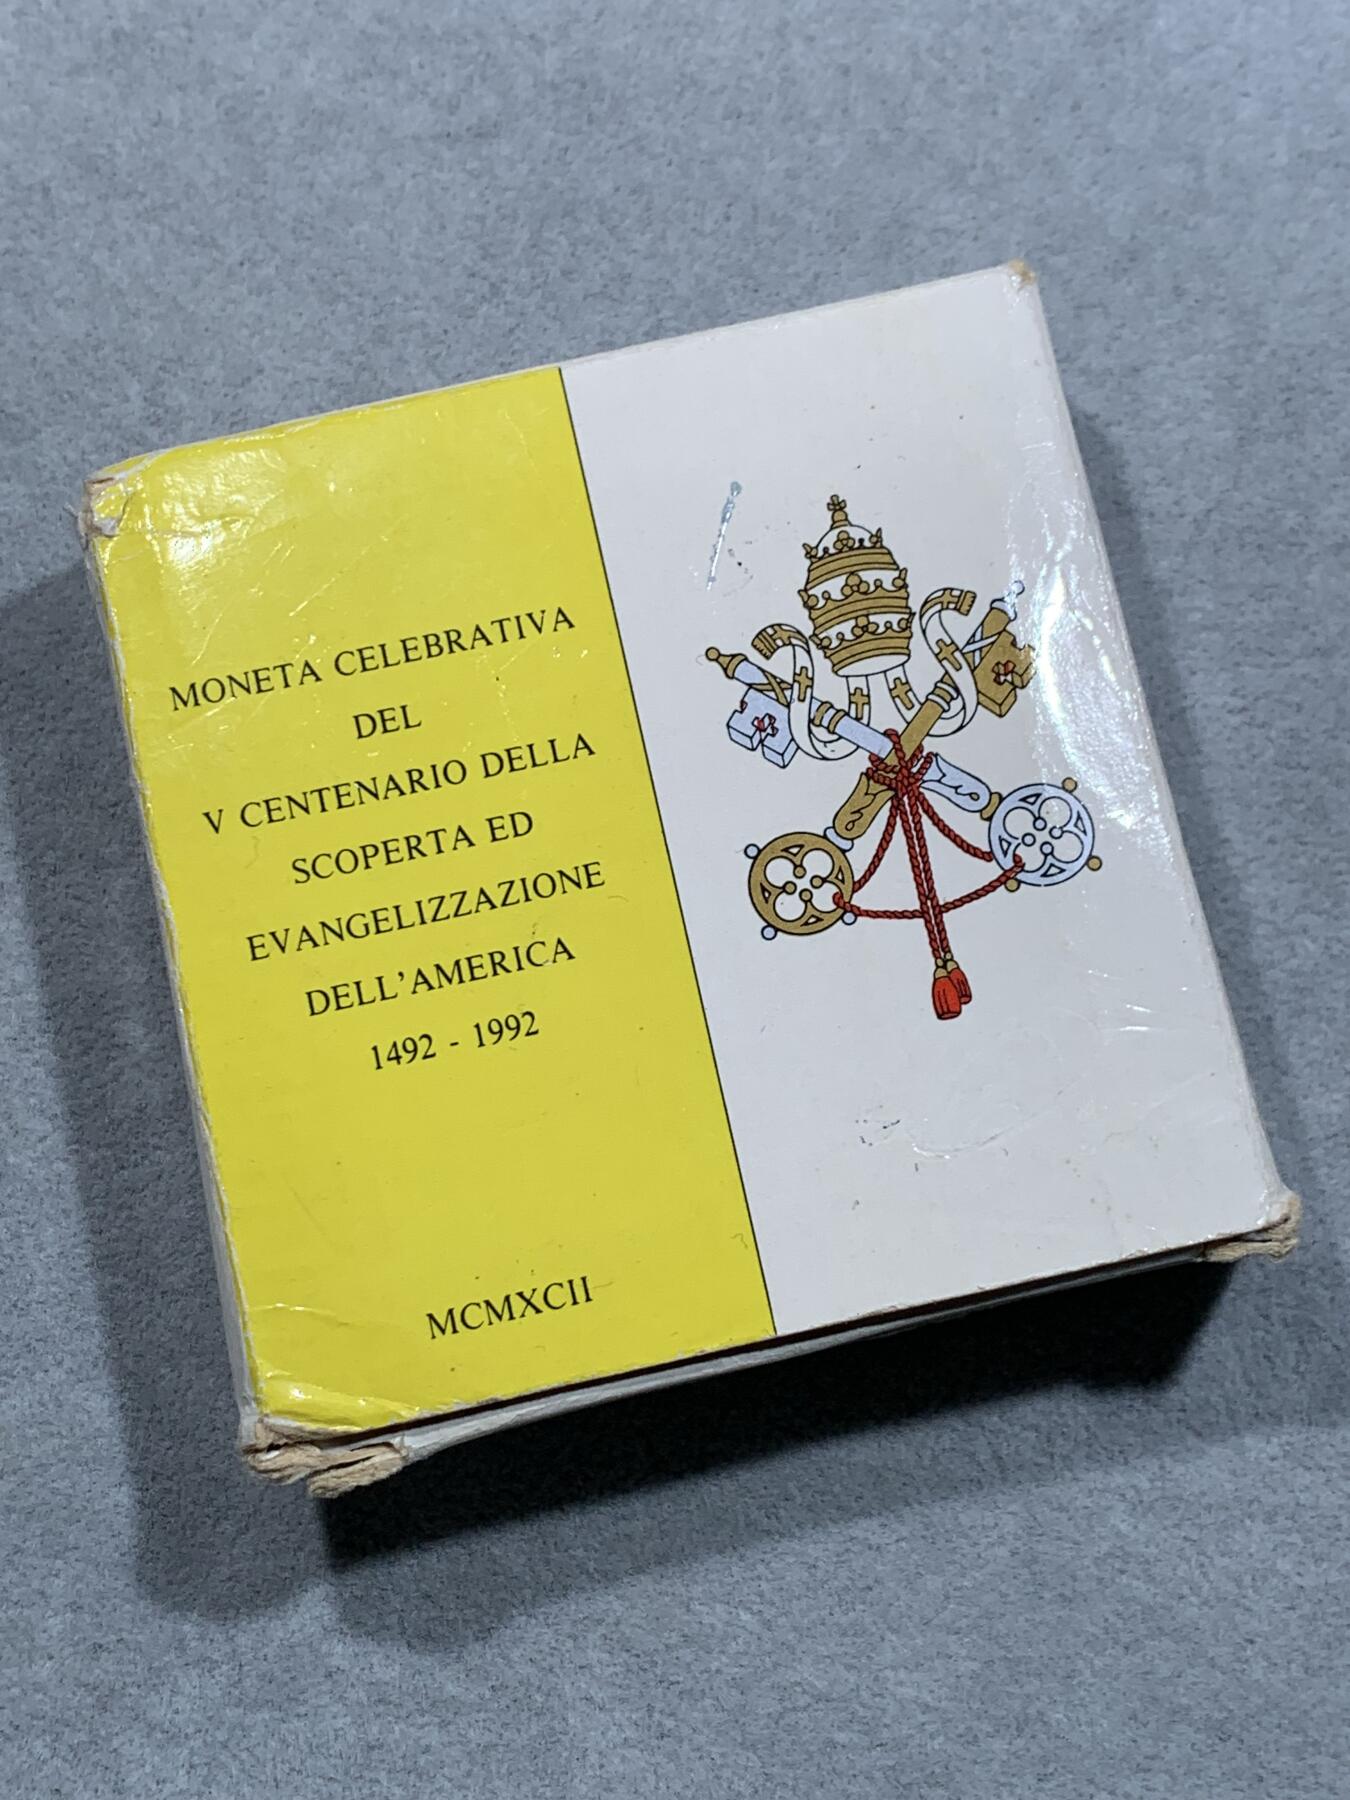 MONETA CELEBRATIVA
DEL
V CENTENARIO DELLA
SCOPERTA ED
EVANGELIZZAZIONE
DELL'AMERICA
1492 - 1992
MCMXCII